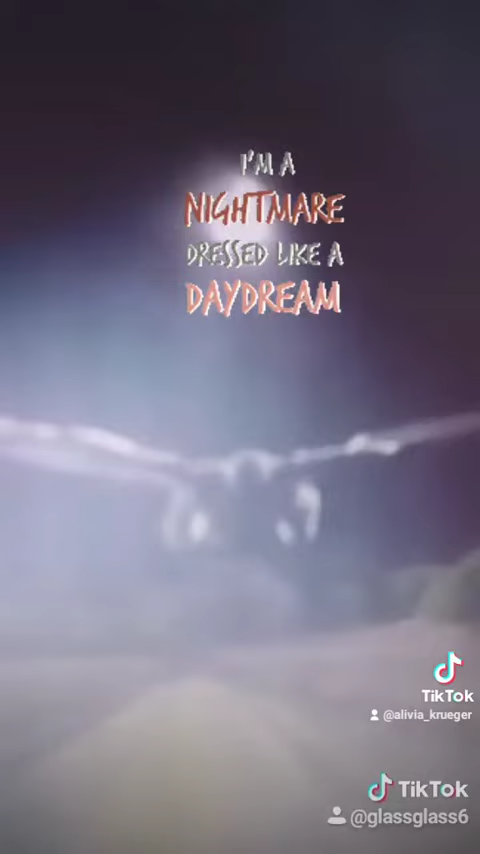 I'M A
NIGHTMARE
DRESSED LIKE A
DAYDREAM
TikTok
@alivia_krueger
TikTok
@glassglass6